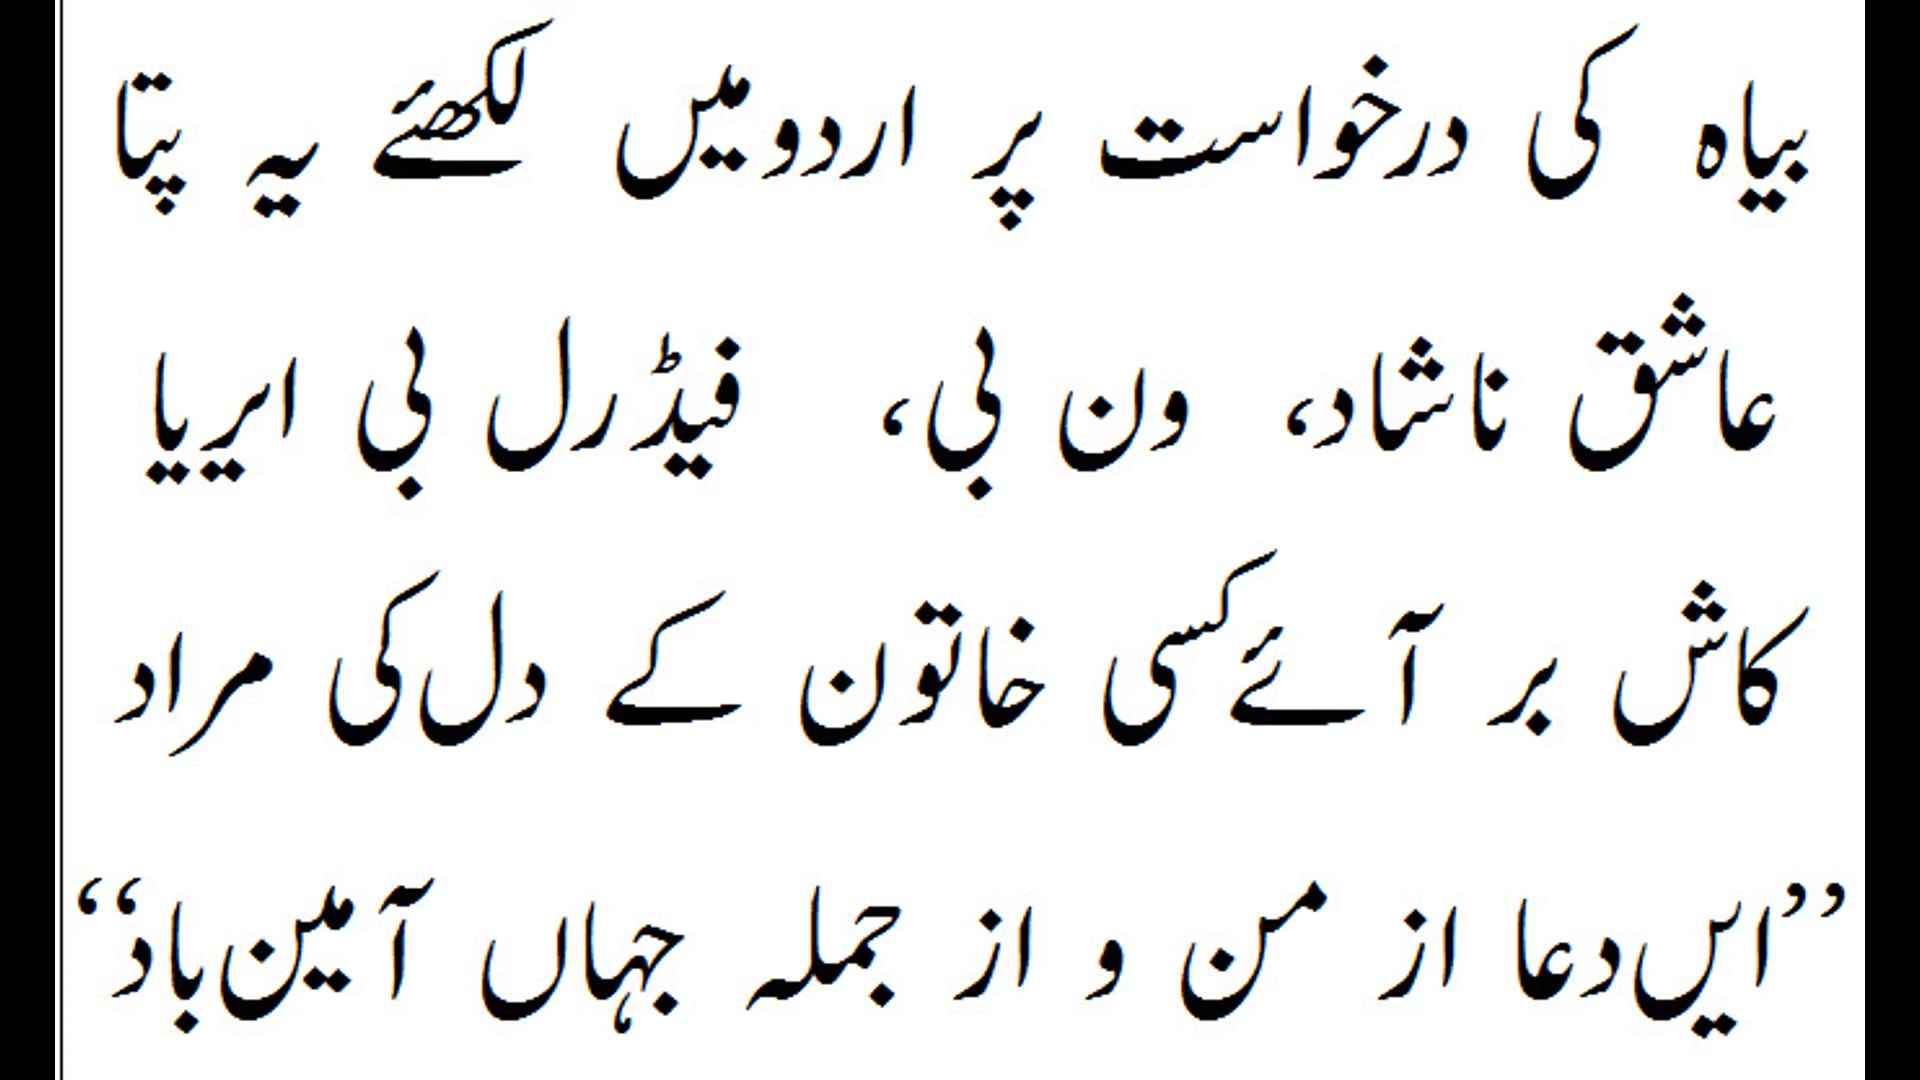 بیاہ کی درخواست پر اردو میں لکھئے یہ پتا
عاشق ناشاد، ون بی، فیڈرل بی ایریا
کاش بر آئے کسی خاتون کے دل کی مراد
’’ایں دعا از من و از جملہ جہاں آمین باد‘‘